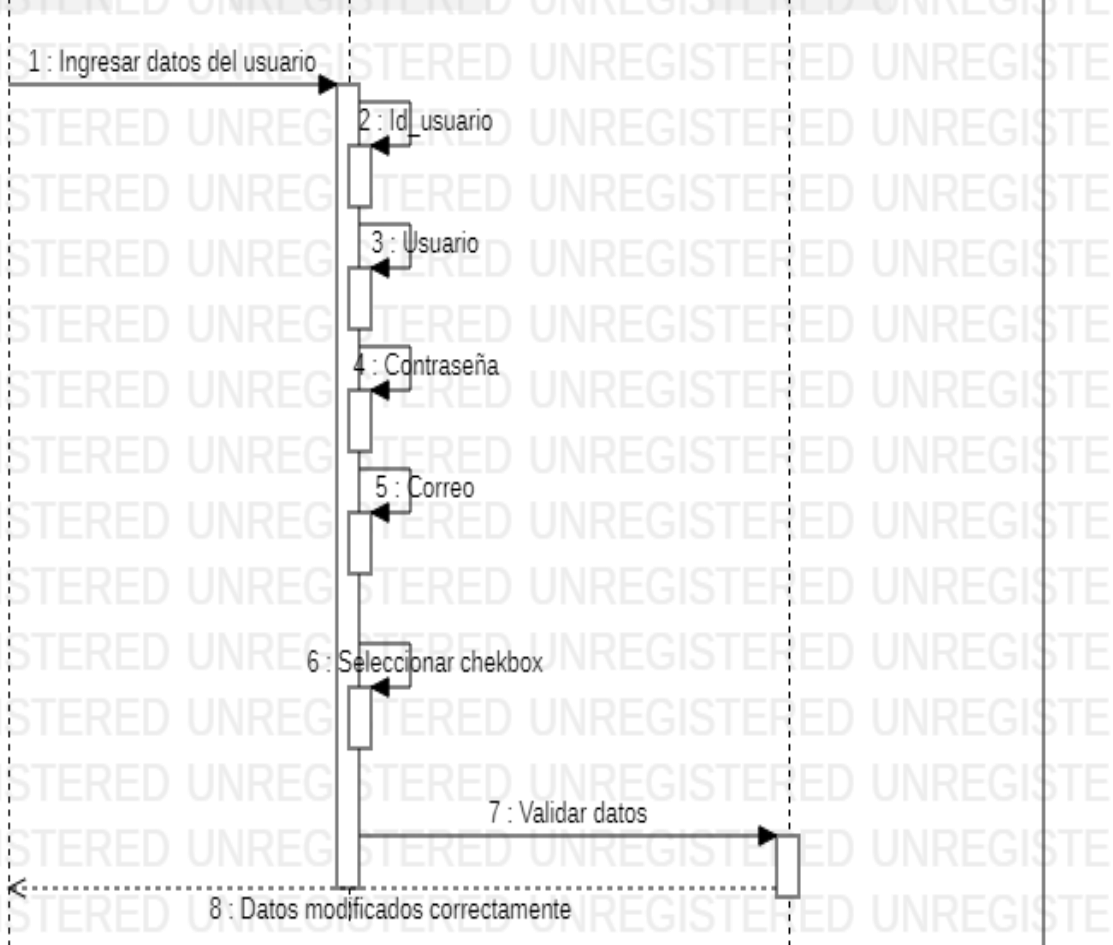 1 : Ingresar datos del usuario
2 : Id_usuario
3 : Usuario
4 : Contraseña
5 : Correo
6 : Seleccionar chekbox
7 : Validar datos
8 : Datos modificados correctamente
UNREGISTERED